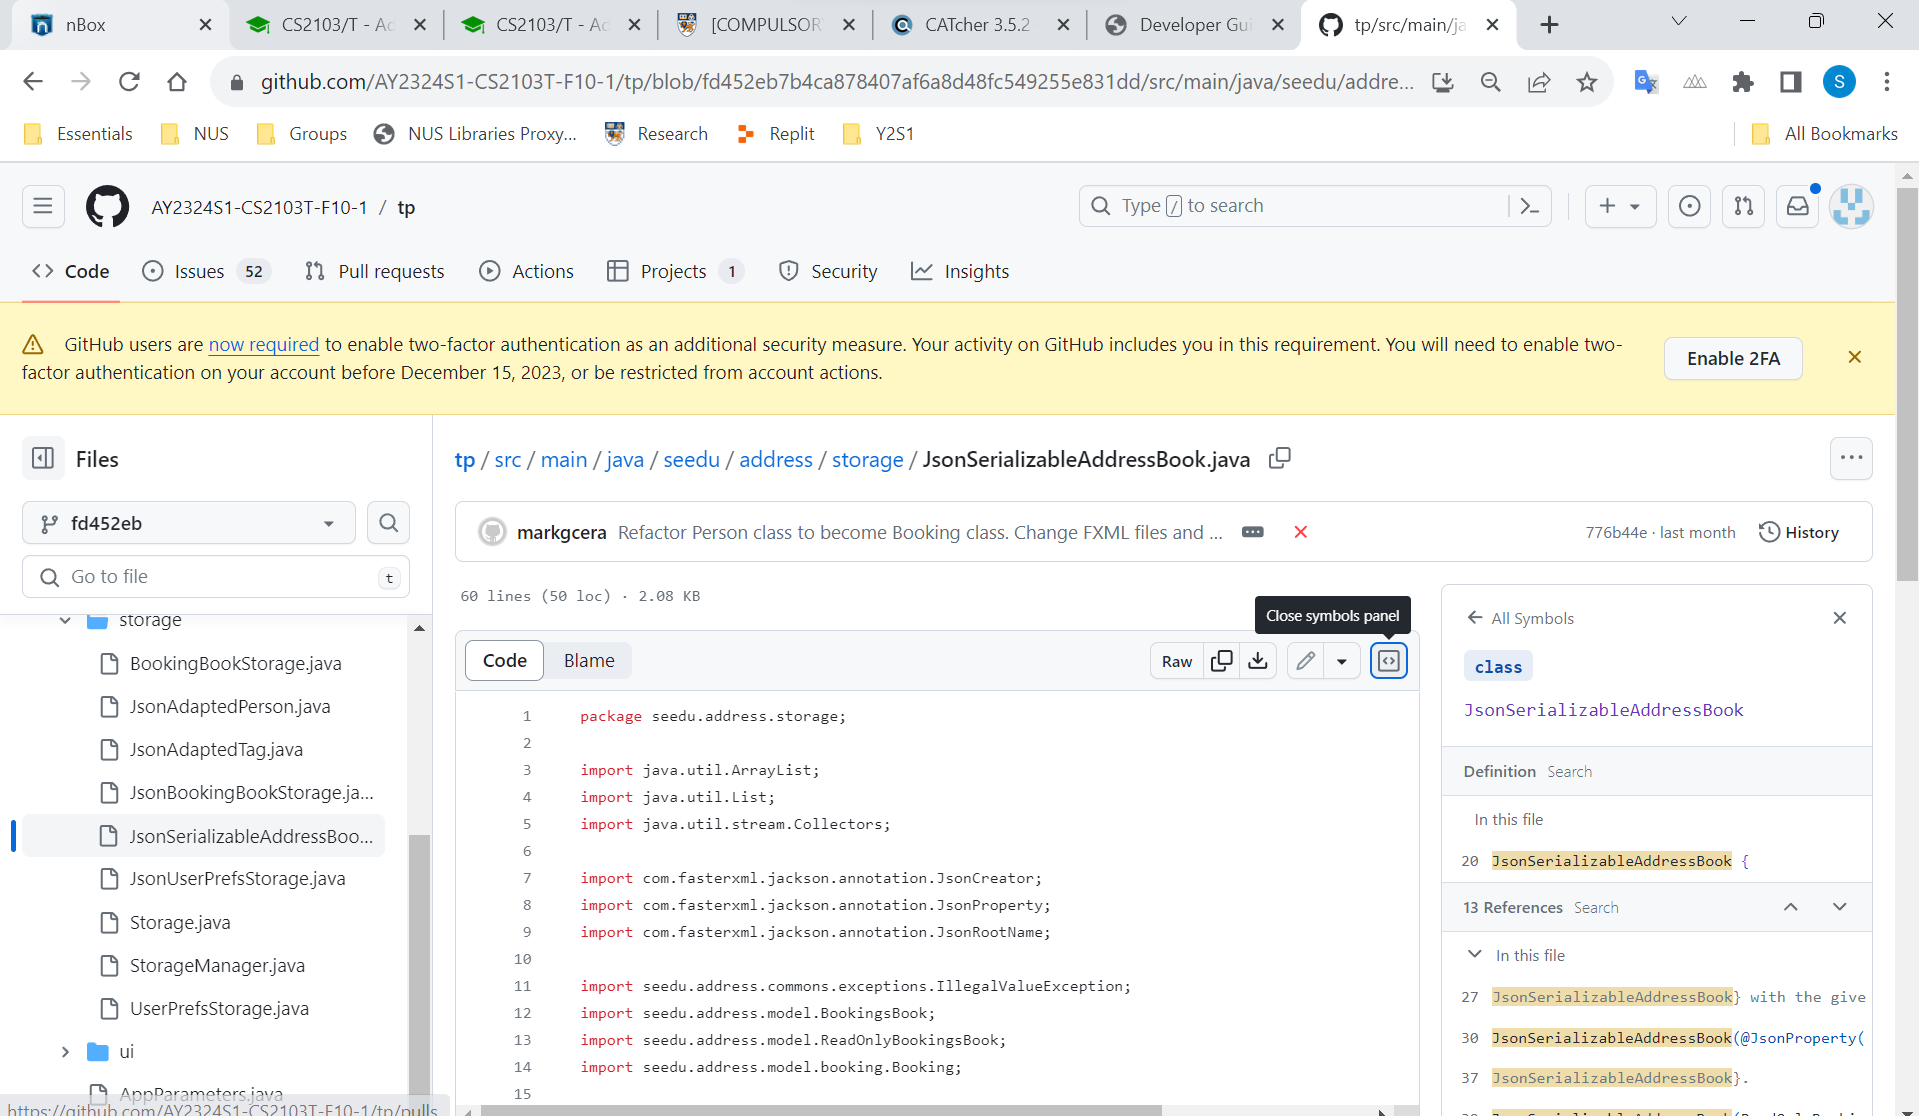 nBox
CS2103/T - Ad
CS2103/T - Ad
[COMPULSOR
CATcher 3.5.2
Developer Gui
tp/src/main/ja
github.com/AY2324S1-CS2103T-F10-1/tp/blob/fd452eb7b4ca878407af6a8d48fc549255e831dd/src/main/java/seedu/addre...
S
Essentials
NUS
Groups
NUS Libraries Proxy...
Research
Replit
Y2S1
All Bookmarks
AY2324S1-CS2103T-F10-1 / tp
Type / to search
Code
Issues 52
Pull requests
Actions
Projects 1
Security
Insights
GitHub users are now required to enable two-factor authentication as an additional security measure. Your activity on GitHub includes you in this requirement. You will need to enable two-
factor authentication on your account before December 15, 2023, or be restricted from account actions.
Enable 2FA
Files
fd452eb
Go to file
t
storage
BookingBookStorage.java
JsonAdaptedPerson.java
JsonAdaptedTag.java
JsonBookingBookStorage.ja...
JsonSerializableAddressBoo...
JsonUserPrefsStorage.java
Storage.java
StorageManager.java
UserPrefsStorage.java
ui
AppParameters.java
https://github.com/AY2324S1-CS2103T-F10-1/tp/pulls
tp / src / main / java / seedu / address / storage / JsonSerializableAddressBook.java
markgcera Refactor Person class to become Booking class. Change FXML files and ...
776b44e · last month
History
60 lines (50 loc) · 2.08 KB
Close symbols panel
Code
Blame
Raw
1 package seedu.address.storage;
2
3 import java.util.ArrayList;
4 import java.util.List;
5 import java.util.stream.Collectors;
6
7 import com.fasterxml.jackson.annotation.JsonCreator;
8 import com.fasterxml.jackson.annotation.JsonProperty;
9 import com.fasterxml.jackson.annotation.JsonRootName;
10
11 import seedu.address.commons.exceptions.IllegalValueException;
12 import seedu.address.model.BookingsBook;
13 import seedu.address.model.ReadOnlyBookingsBook;
14 import seedu.address.model.booking.Booking;
15
All Symbols
class
JsonSerializableAddressBook
Definition Search
In this file
20 JsonSerializableAddressBook {
13 References Search
In this file
27 JsonSerializableAddressBook} with the give
30 JsonSerializableAddressBook(@JsonProperty(
37 JsonSerializableAddressBook}.